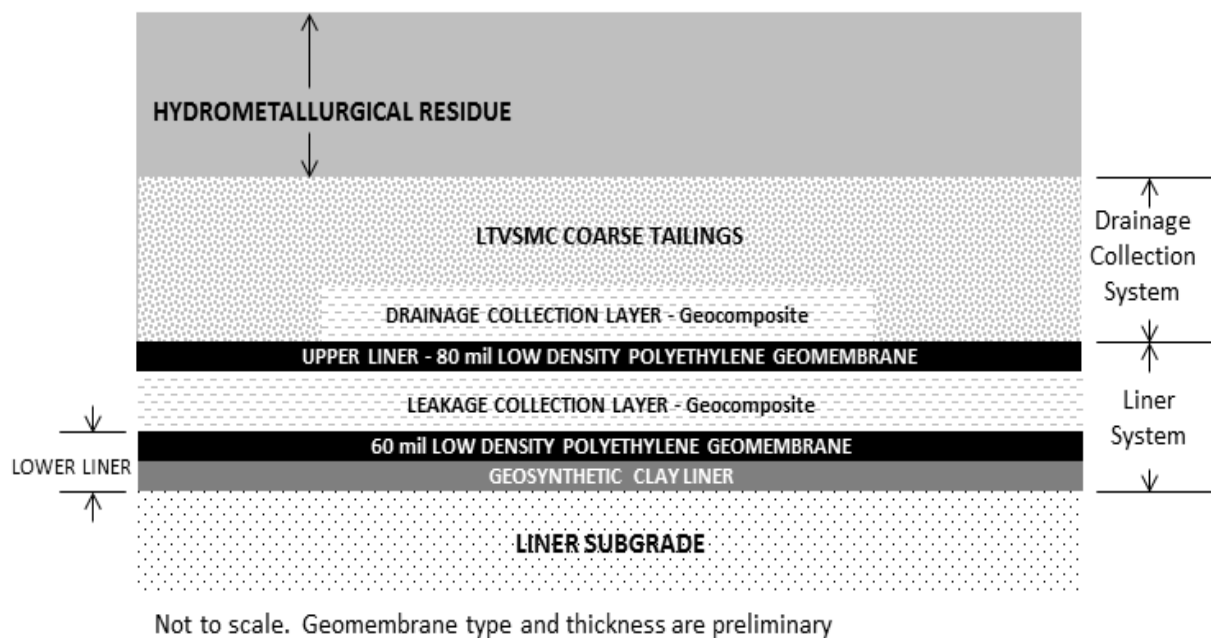 HYDROMETALLURGICAL RESIDUE
LTVSMC COARSE TAILINGS
Drainage
Collection
System
DRAINAGE COLLECTION LAYER - Geocomposite
UPPER LINER - 80 mil LOW DENSITY POLYETHYLENE GEOMEMBRANE
LEAKAGE COLLECTION LAYER - Geocomposite
Liner
System
60 mil LOW DENSITY POLYETHYLENE GEOMEMBRANE
LOWER LINER
GEOSYNTHETIC CLAY LINER
LINER SUBGRADE
Not to scale. Geomembrane type and thickness are preliminary